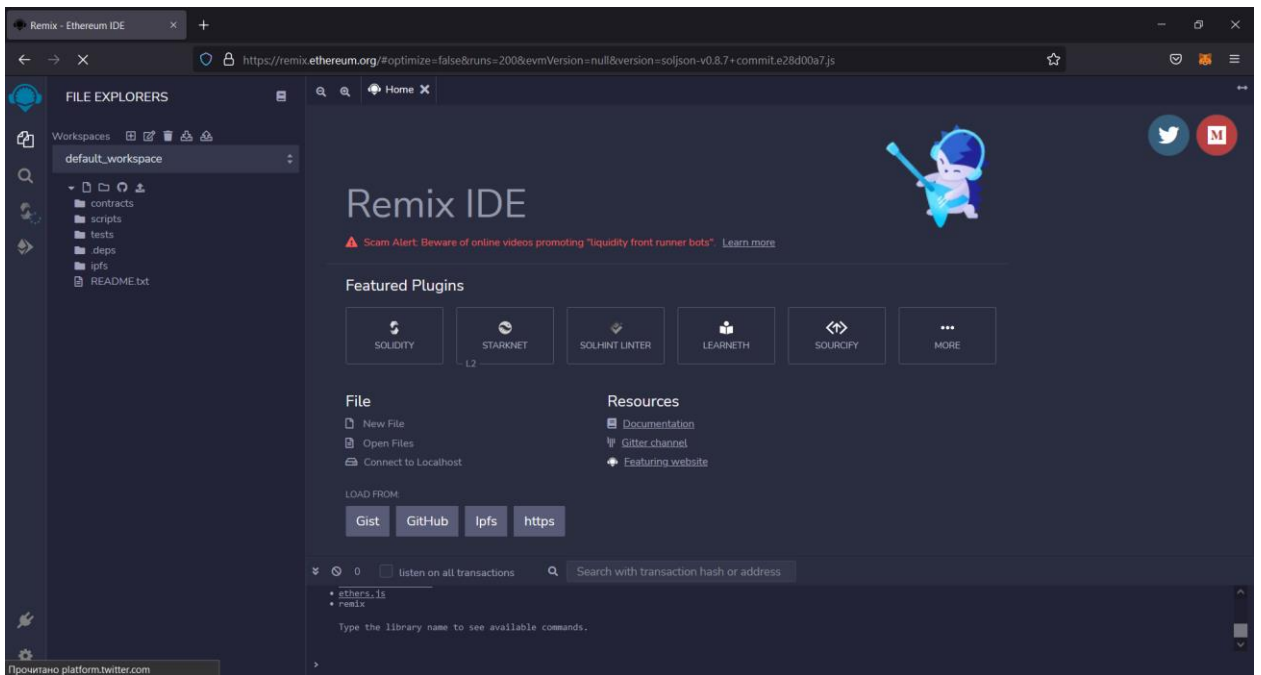 Remix - Ethereum IDE
https://remix.ethereum.org/#optimize=false&runs=200&evmVersion=null&version=soljson-v0.8.7+commit.e28d00a7.js
FILE EXPLORERS
Home
Workspaces
default_workspace
contracts
scripts
tests
.deps
ipfs
README.txt
M
Remix IDE
Scam Alert: Beware of online videos promoting "liquidity front runner bots". Learn more
Featured Plugins
SOLIDITY STARKNET SOLHINT LINTER LEARNETH SOURCIFY MORE
L2
File
New File
Open Files
Connect to Localhost
Resources
Documentation
Gitter channel
Featuring website
LOAD FROM:
Gist GitHub Ipfs https
0 listen on all transactions Search with transaction hash or address
ethers.js
remix
Type the library name to see available commands.
>
Прочитано platform.twitter.com